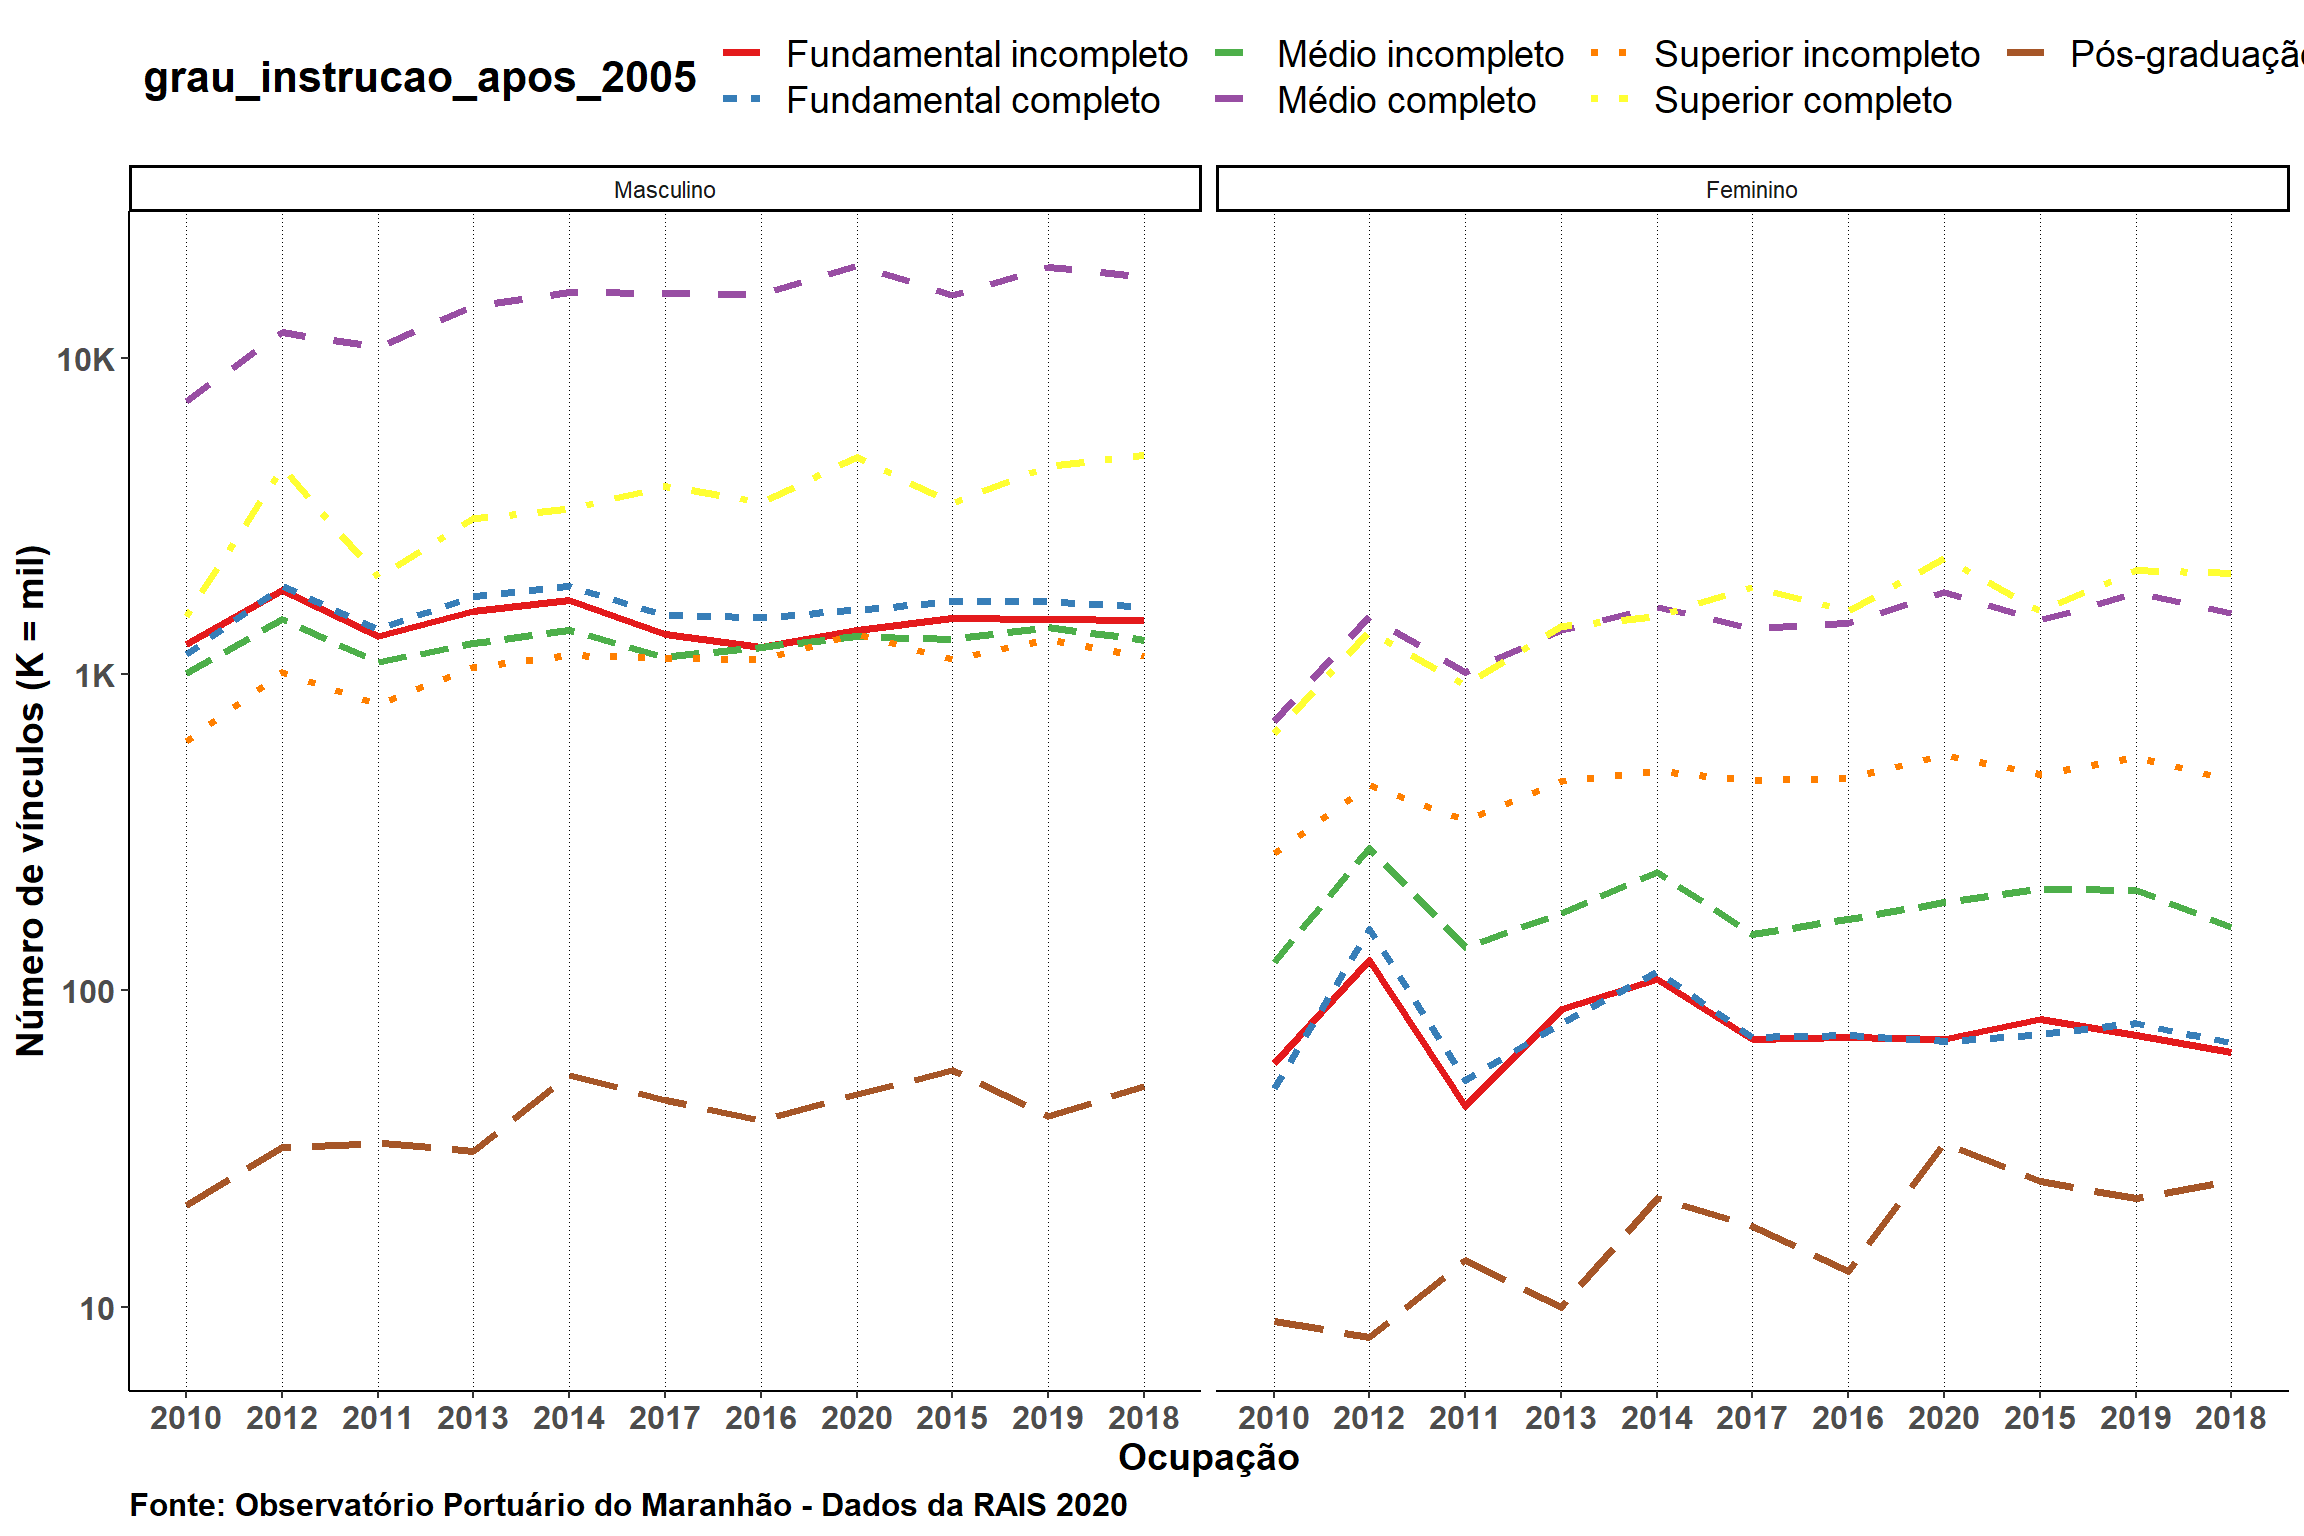 grau_instrucao_apos_2005
Fundamental incompleto Médio incompleto Superior incompleto Pós-graduação
Fundamental completo Médio completo Superior completo
Masculino Feminino
Número de vínculos (K = mil)
10K
1K
100
10
2010 2012 2011 2013 2014 2017 2016 2020 2015 2019 2018 2010 2012 2011 2013 2014 2017 2016 2020 2015 2019 2018
Ocupação
Fonte: Observatório Portuário do Maranhão - Dados da RAIS 2020